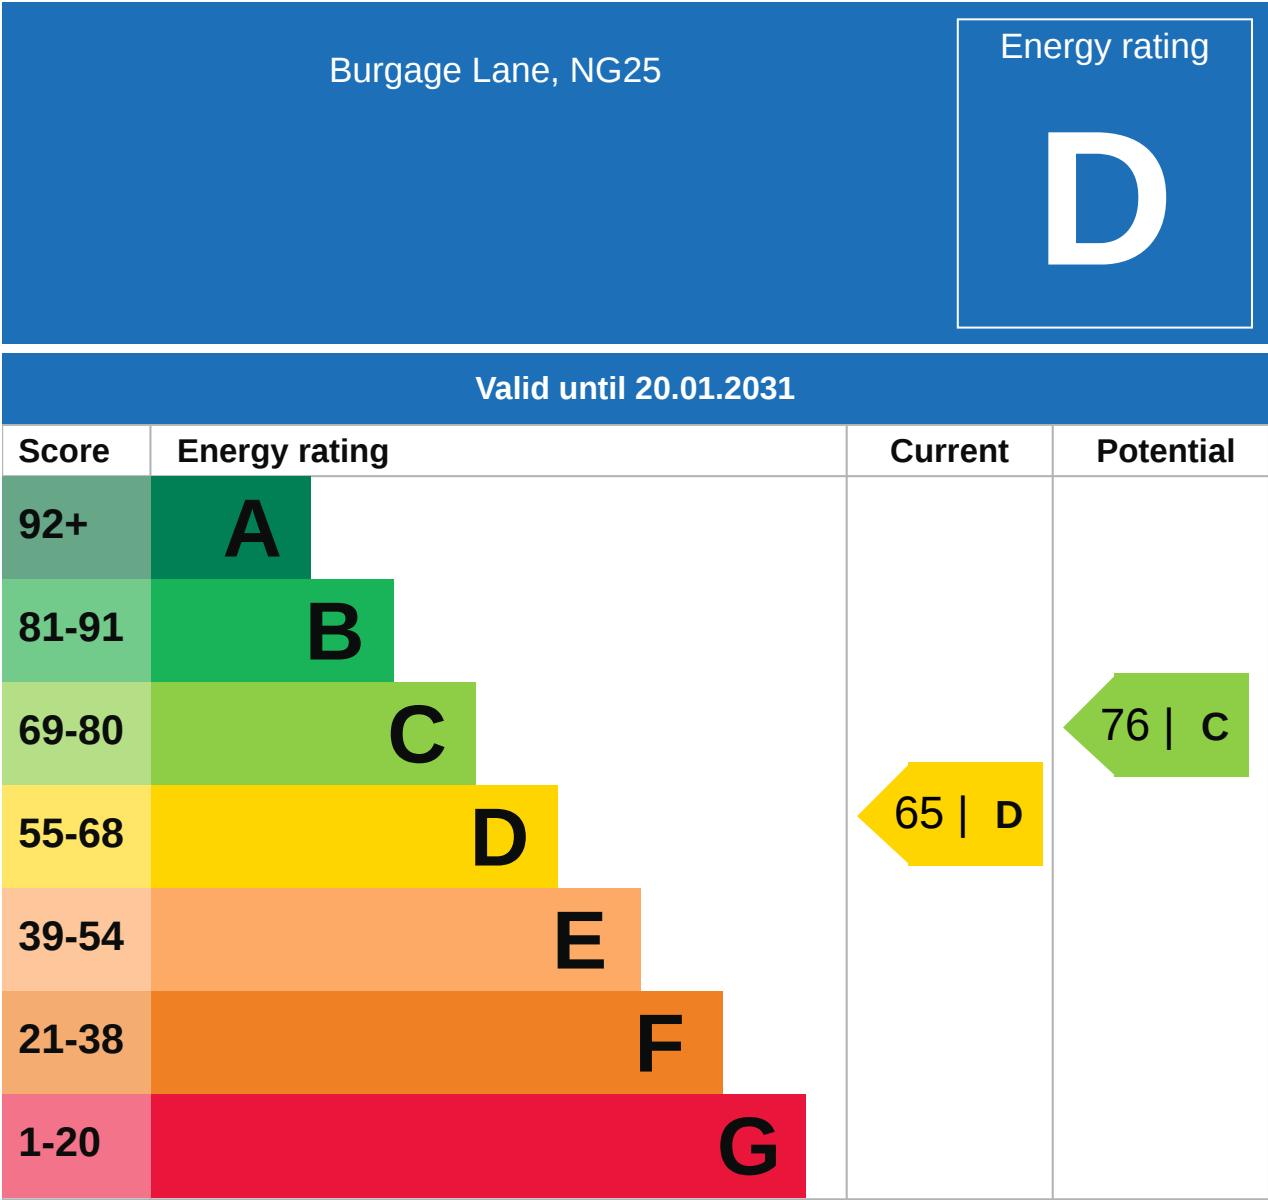 Burgage Lane, NG25
Energy rating
D
Valid until 20.01.2031
Score Energy rating Current Potential
92+ A
81-91 B
69-80 C
76 | C
55-68 D
65 | D
39-54 E
21-38 F
1-20 G